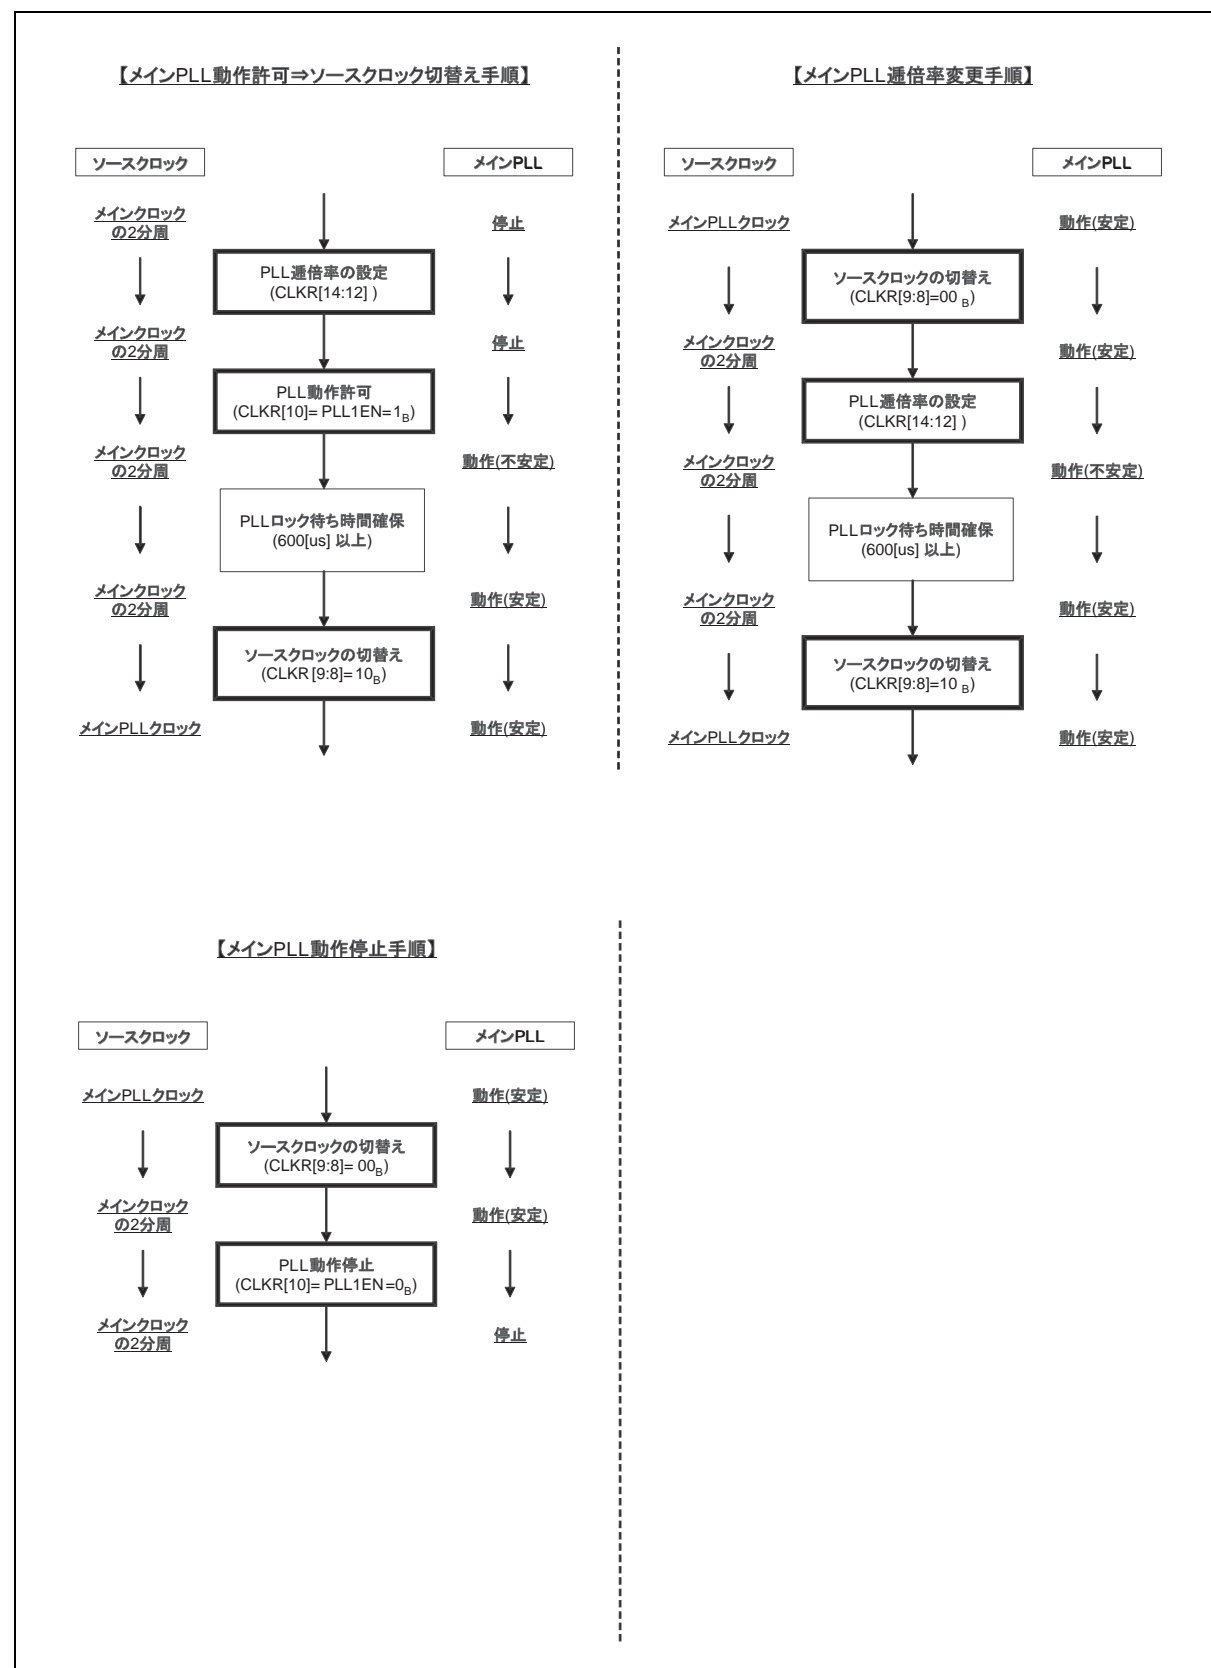 【メインPLL動作許可⇒ソースクロック切替え手順】
ソースクロック
メインPLL
メインクロック
の2分周
停止
PLL逓倍率の設定
(CLKR[14:12] )
メインクロック
の2分周
停止
PLL動作許可
(CLKR[10]= PLL1EN=1B)
メインクロック
の2分周
動作(不安定)
PLLロック待ち時間確保
(600[us] 以上)
メインクロック
の2分周
動作(安定)
ソースクロックの切替え
(CLKR [9:8]= 10B)
メインPLLクロック
動作(安定)
【メインPLL逓倍率変更手順】
ソースクロック
メインPLL
メインPLLクロック
動作(安定)
ソースクロックの切替え
(CLKR[9:8]=00 B)
メインクロック
の2分周
動作(安定)
PLL逓倍率の設定
(CLKR[14:12] )
メインクロック
の2分周
動作(不安定)
PLLロック待ち時間確保
(600[us] 以上)
メインクロック
の2分周
動作(安定)
ソースクロックの切替え
(CLKR[9:8]=10 B)
メインPLLクロック
動作(安定)
【メインPLL動作停止手順】
ソースクロック
メインPLL
メインPLLクロック
動作(安定)
ソースクロックの切替え
(CLKR[9:8]= 00B)
メインクロック
の2分周
動作(安定)
PLL動作停止
(CLKR[10]= PLL1EN =0B)
メインクロック
の2分周
停止